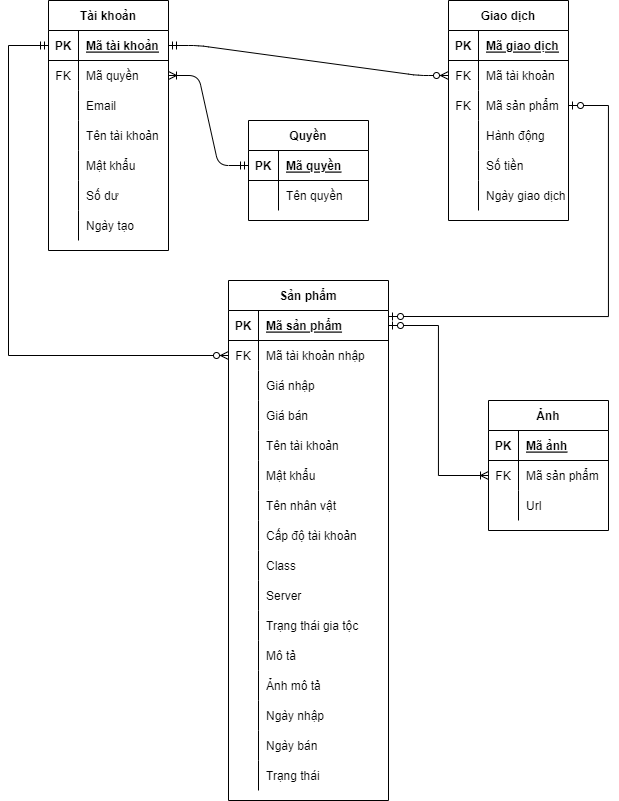 Tài khoản
PK Mã tài khoản
FK Mã quyền
Email
Tên tài khoản
Mật khẩu
Số dư
Ngày tạo
Quyền
PK Mã quyền
Tên quyền
Giao dịch
PK Mã giao dịch
FK Mã tài khoản
FK Mã sản phẩm
Hành động
Số tiền
Ngày giao dịch
Sản phẩm
PK Mã sản phẩm
FK Mã tài khoản nhập
Giá nhập
Giá bán
Tên tài khoản
Mật khẩu
Tên nhân vật
Cấp độ tài khoản
Class
Server
Trạng thái gia tộc
Mô tả
Ảnh mô tả
Ngày nhập
Ngày bán
Trạng thái
Ảnh
PK Mã ảnh
FK Mã sản phẩm
Url